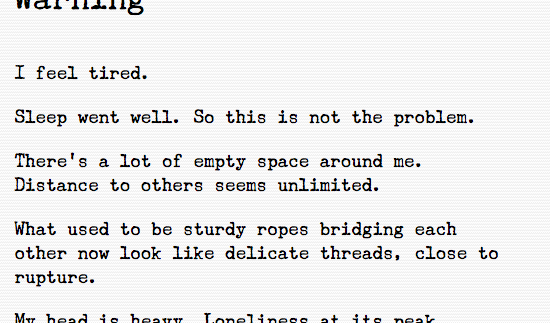 Warning
I feel tired.
Sleep went well. So this is not the problem.
There's a lot of empty space around me.
Distance to others seems unlimited.
What used to be sturdy ropes bridging each
other now look like delicate threads, close to
rupture.
My head is heavy. Loneliness at its peak.